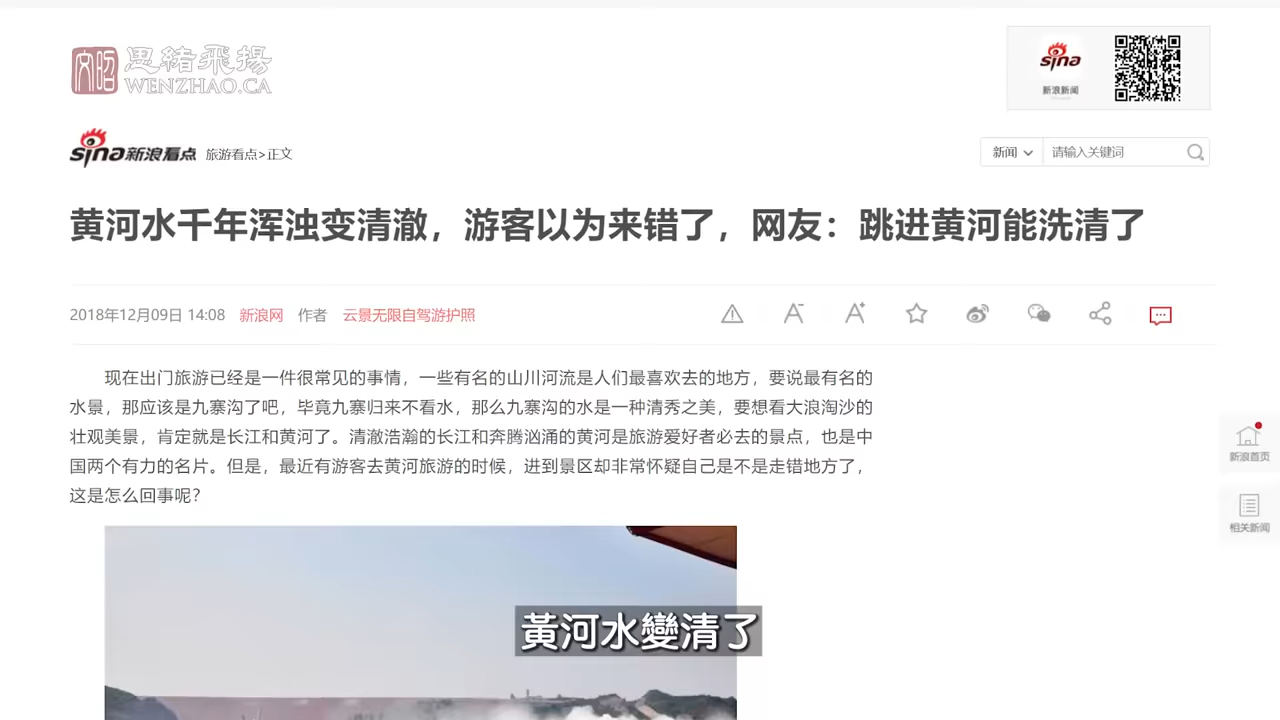 文昭
思緒飛揚
WENZHAO.CA
sina
新浪新闻
sina新浪看点
旅游看点>正文
新闻
请输入关键词
黄河水千年浑浊变清澈，游客以为来错了，网友：跳进黄河能洗清了
2018年12月09日 14:08 新浪网 作者 云景无限自驾游护照
A-
A+
现在出门旅游已经是一件很常见的事情，一些有名的山川河流是人们最喜欢去的地方，要说最有名的
水景，那应该是九寨沟了吧，毕竟九寨归来不看水，那么九寨沟的水是一种清秀之美，要想看大浪淘沙的
壮观美景，肯定就是长江和黄河了。清澈浩瀚的长江和奔腾汹涌的黄河是旅游爱好者必去的景点，也是中
国两个有力的名片。但是，最近有游客去黄河旅游的时候，进到景区却非常怀疑自己是不是走错地方了，
这是怎么回事呢？
新浪首页
相关新闻
黃河水變清了